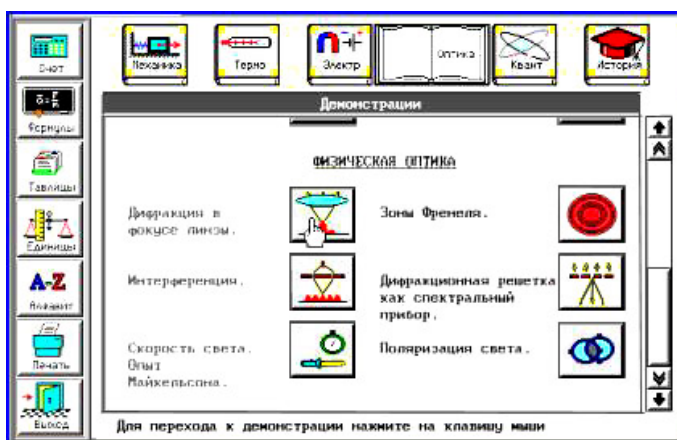 Счет
Формулы
Таблицы
Единицы
A-Z
Алфавит
Печать
Выход
Механика
Термо
Электр
Оптика
Квант
История
Демонстрации
ФИЗИЧЕСКАЯ ОПТИКА
Дифракция в
фокусе линзы.
Зоны Френеля.
Интерференция.
Дифракционная решетка
как спектральный
прибор.
Скорость света.
Опыт
Майкельсона.
Поляризация света.
Для перехода к демонстрации нажмите на клавишу мыши